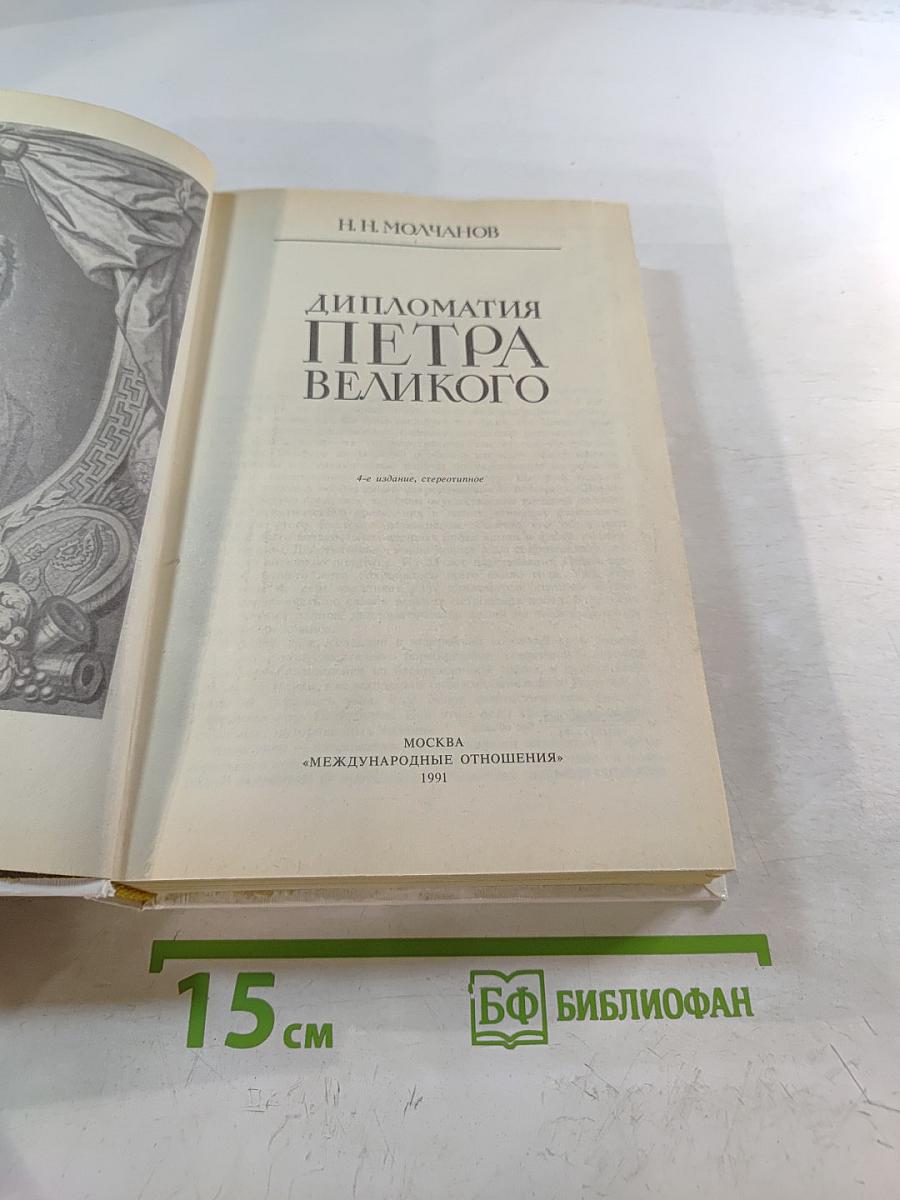 Н. Н. МОЛЧАНОВ
ДИПЛОМАТИЯ
ПЕТРА
ВЕЛИКОГО
4-е издание, стереотипное
МОСКВА
«МЕЖДУНАРОДНЫЕ ОТНОШЕНИЯ»
1991
15 см
БФ БИБЛИОФАН